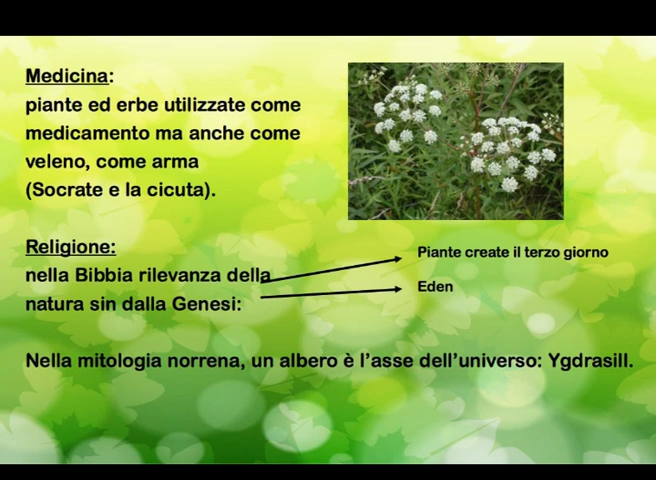 Medicina:
piante ed erbe utilizzate come
medicamento ma anche come
veleno, come arma
(Socrate e la cicuta).
Religione:
nella Bibbia rilevanza della
natura sin dalla Genesi:
Piante create il terzo giorno
Eden
Nella mitologia norrena, un albero è l’asse dell’universo: Ygdrasill.